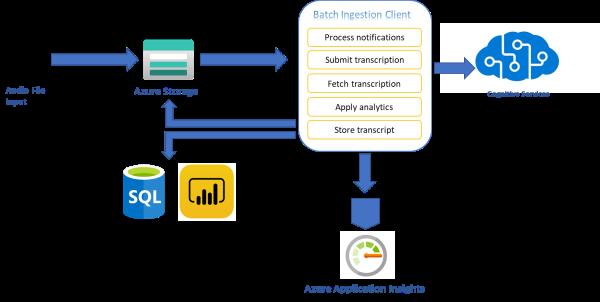 Batch Ingestion Client
Process notifications
Submit transcription
Fetch transcription
Apply analytics
Store transcript
Audio File
Input
Azure Storage
Cognitive Services
SQL
Azure Application Insights